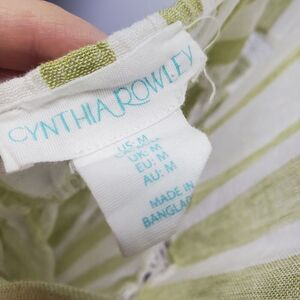 CYNTHIA ROWLEY
US: M
UK: M
EU: M
AU: M
MADE IN